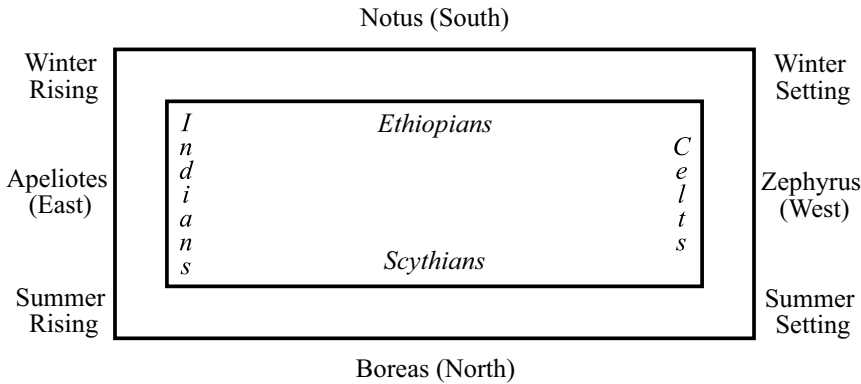 Notus (South)
Winter
Rising
Winter
Setting
Ethiopians
Indians
Celts
Apeliotes
(East)
Zephyrus
(West)
Scythians
Summer
Rising
Summer
Setting
Boreas (North)